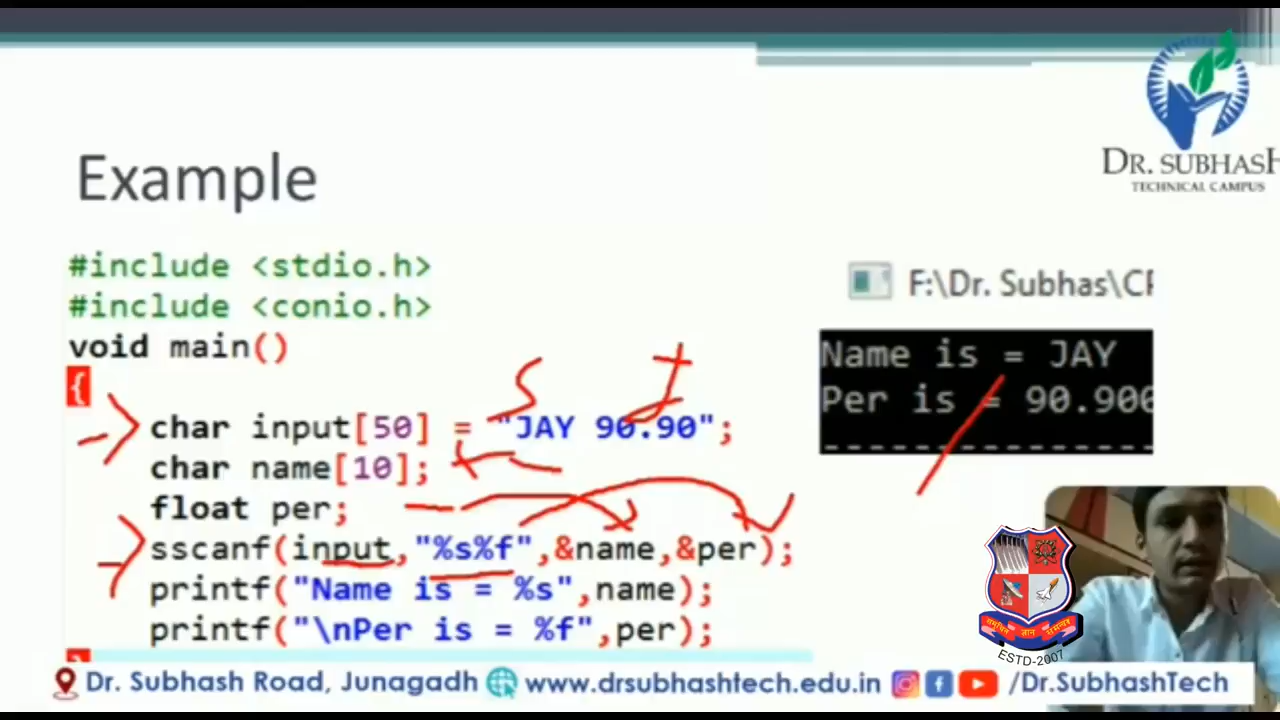 DR. SUBHASH
TECHNICAL CAMPUS
Example
#include <stdio.h>
#include <conio.h>
void main()
{
char input[50] = "JAY 90.90";
char name[10];
float per;
sscanf(input,"%s%f",&name,&per);
printf("Name is = %s",name);
printf("\nPer is = %f",per);
}
F:\Dr. Subhas\CP
Name is = JAY
Per is = 90.900
---------------
ESTD-2007
Dr. Subhash Road, Junagadh www.drsubhashtech.edu.in /Dr.SubhashTech